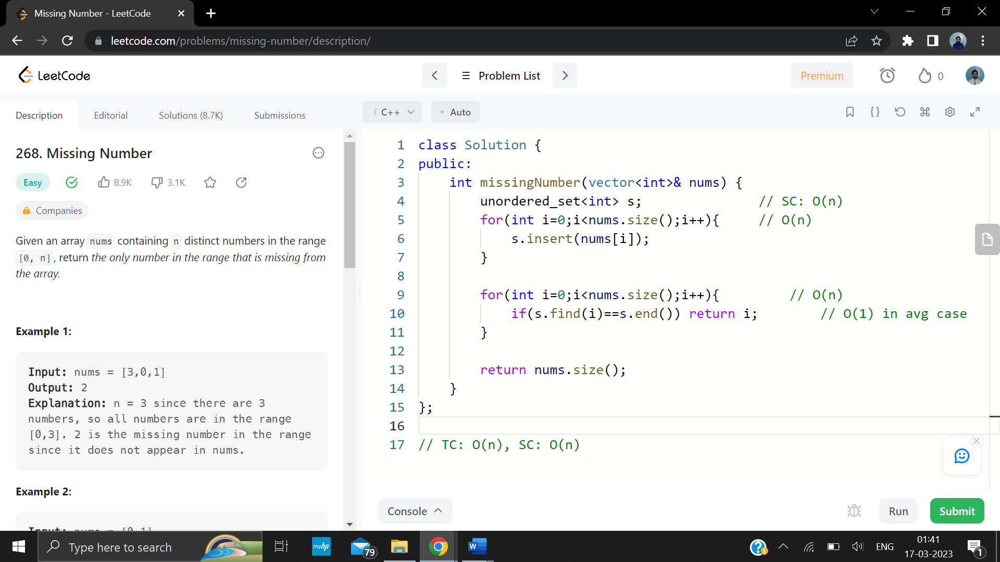 Missing Number - LeetCode
leetcode.com/problems/missing-number/description/
LeetCode
Problem List
Premium
0
Description
Editorial
Solutions (8.7K)
Submissions
i C++
• Auto
268. Missing Number
Easy
8.9K
3.1K
Companies
Given an array nums containing n distinct numbers in the range
[0, n], return the only number in the range that is missing from
the array.
Example 1:
Input: nums = [3,0,1]
Output: 2
Explanation: n = 3 since there are 3
numbers, so all numbers are in the range
[0,3]. 2 is the missing number in the range
since it does not appear in nums.
Example 2:
Input: nums = [0,1]
1 class Solution {
2 public:
3 int missingNumber(vector<int>& nums) {
4 unordered_set<int> s; // SC: O(n)
5 for(int i=0;i<nums.size();i++){ // O(n)
6 s.insert(nums[i]);
7 }
8
9 for(int i=0;i<nums.size();i++){ // O(n)
10 if(s.find(i)==s.end()) return i; // O(1) in avg case
11 }
12
13 return nums.size();
14 }
15 };
16
17 // TC: O(n), SC: O(n)
Console
Run
Submit
Type here to search
myhp
79
W
ENG
01:41
17-03-2023
1